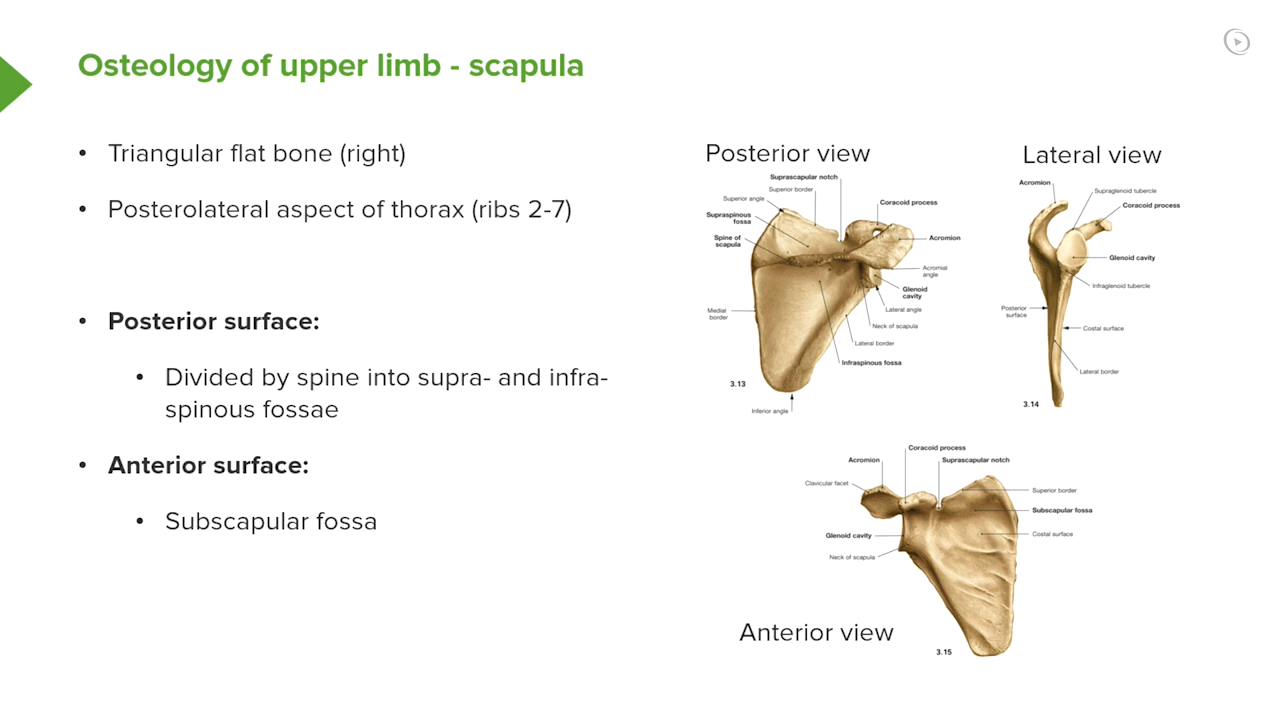 Osteology of upper limb - scapula
• Triangular flat bone (right)
• Posterolateral aspect of thorax (ribs 2-7)
• Posterior surface:
• Divided by spine into supra- and infra-
spinous fossae
• Anterior surface:
• Subscapular fossa
Posterior view
Suprascapular notch
Superior border
Superior angle
Supraspinous
fossa
Spine of
scapula
Medial
border
3.13
Inferior angle
Coracoid process
Acromion
Acromial
angle
Glenoid
cavity
Lateral angle
Neck of scapula
Lateral border
Infraspinous fossa
Lateral view
Acromion
Supraglenoid tubercle
Coracoid process
Glenoid cavity
Infraglenoid tubercle
Posterior
surface
Costal surface
Lateral border
3.14
Coracoid process
Acromion
Suprascapular notch
Clavicular facet
Superior border
Subscapular fossa
Glenoid cavity
Costal surface
Neck of scapula
Anterior view
3.15